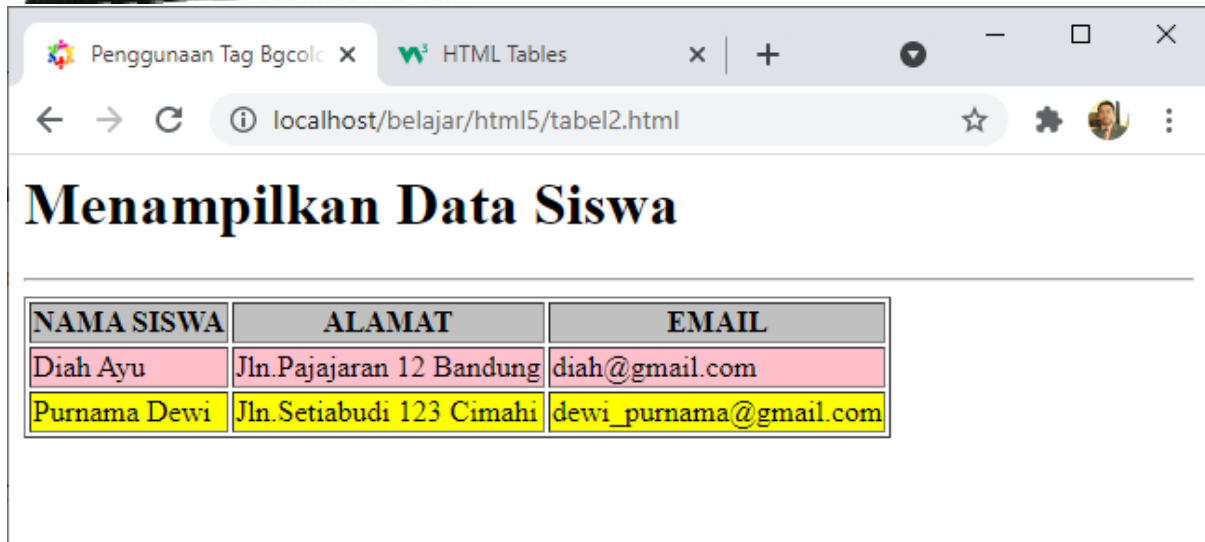 Penggunaan Tag Bgcolo
HTML Tables
localhost/belajar/html5/tabel2.html
Menampilkan Data Siswa
NAMA SISWA ALAMAT EMAIL
Diah Ayu Jln.Pajajaran 12 Bandung diah@gmail.com
Purnama Dewi Jln.Setiabudi 123 Cimahi dewi_purnama@gmail.com